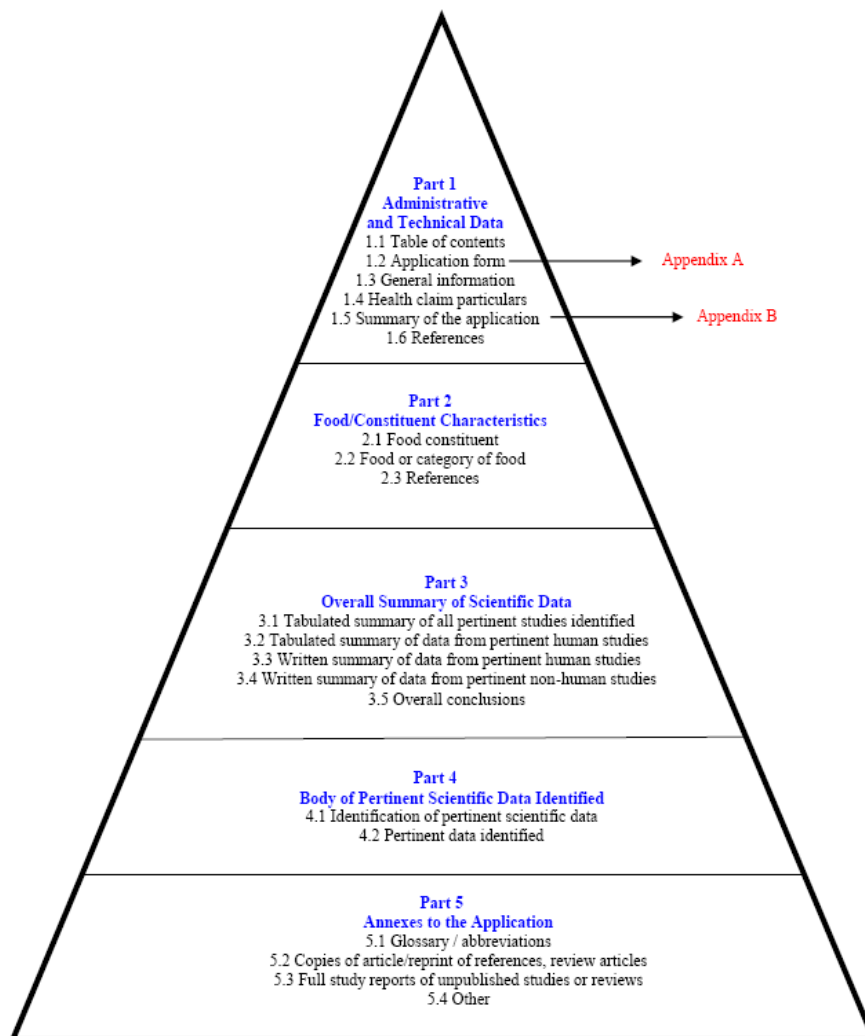 Part 1
Administrative
and Technical Data
1.1 Table of contents
1.2 Application form
Appendix A
1.3 General information
1.4 Health claim particulars
1.5 Summary of the application
Appendix B
1.6 References
Part 2
Food/Constituent Characteristics
2.1 Food constituent
2.2 Food or category of food
2.3 References
Part 3
Overall Summary of Scientific Data
3.1 Tabulated summary of all pertinent studies identified
3.2 Tabulated summary of data from pertinent human studies
3.3 Written summary of data from pertinent human studies
3.4 Written summary of data from pertinent non-human studies
3.5 Overall conclusions
Part 4
Body of Pertinent Scientific Data Identified
4.1 Identification of pertinent scientific data
4.2 Pertinent data identified
Part 5
Annexes to the Application
5.1 Glossary / abbreviations
5.2 Copies of article/reprint of references, review articles
5.3 Full study reports of unpublished studies or reviews
5.4 Other